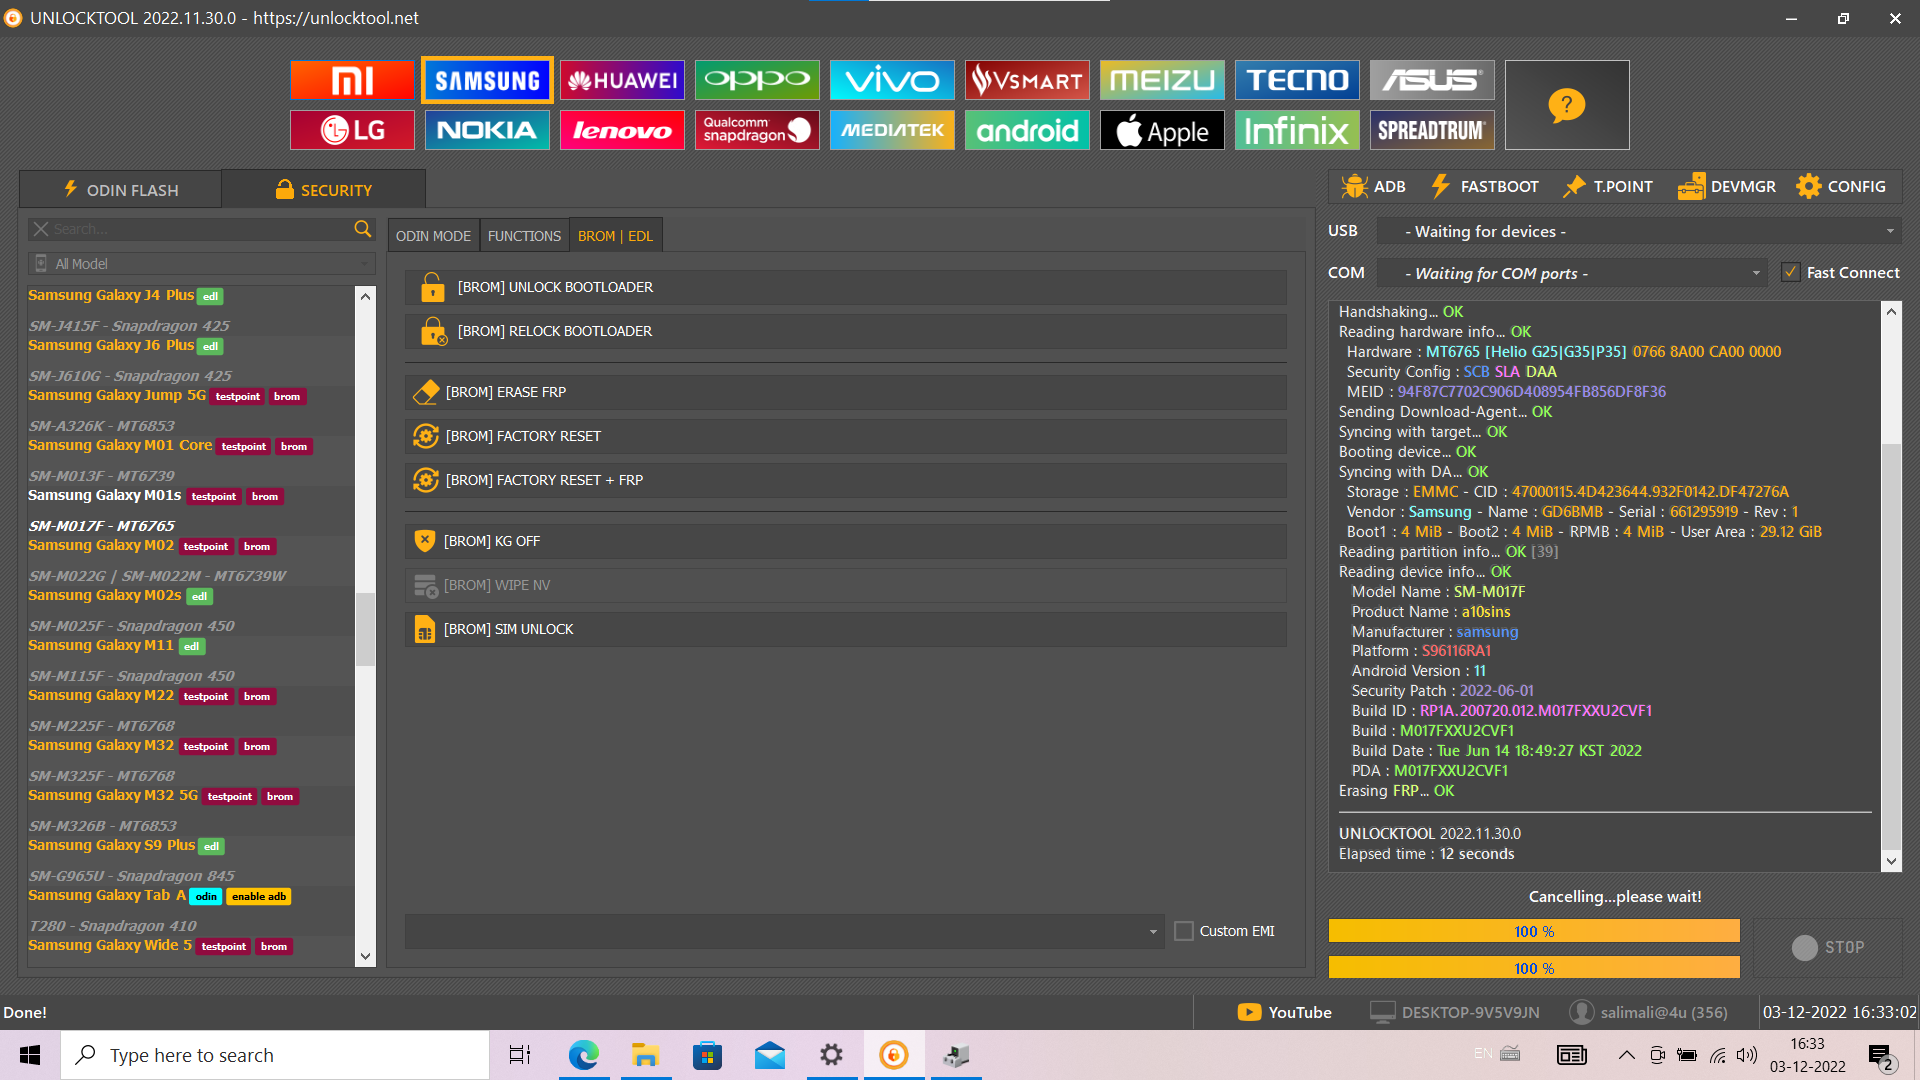 UNLOCKTOOL 2022.11.30.0 - https://unlocktool.net
MI SAMSUNG HUAWEI OPPO VIVO VSMART MEIZU TECNO ASUS ?
LG NOKIA lenovo Qualcomm snapdragon MEDIATEK android Apple Infinix SPREADTRUM
ODIN FLASH SECURITY
ADB FASTBOOT T.POINT DEVMGR CONFIG
Search...
All Model
Samsung Galaxy J4 Plus edl
SM-J415F - Snapdragon 425
Samsung Galaxy J6 Plus edl
SM-J610G - Snapdragon 425
Samsung Galaxy Jump 5G testpoint brom
SM-A326K - MT6853
Samsung Galaxy M01 Core testpoint brom
SM-M013F - MT6739
Samsung Galaxy M01s testpoint brom
SM-M017F - MT6765
Samsung Galaxy M02 testpoint brom
SM-M022G | SM-M022M - MT6739W
Samsung Galaxy M02s edl
SM-M025F - Snapdragon 450
Samsung Galaxy M11 edl
SM-M115F - Snapdragon 450
Samsung Galaxy M22 testpoint brom
SM-M225F - MT6768
Samsung Galaxy M32 testpoint brom
SM-M325F - MT6768
Samsung Galaxy M32 5G testpoint brom
SM-M326B - MT6853
Samsung Galaxy S9 Plus edl
SM-G965U - Snapdragon 845
Samsung Galaxy Tab A odin enable adb
T280 - Snapdragon 410
Samsung Galaxy Wide 5 testpoint brom
ODIN MODE FUNCTIONS BROM | EDL
[BROM] UNLOCK BOOTLOADER
[BROM] RELOCK BOOTLOADER
[BROM] ERASE FRP
[BROM] FACTORY RESET
[BROM] FACTORY RESET + FRP
[BROM] KG OFF
[BROM] WIPE NV
[BROM] SIM UNLOCK
Custom EMI
USB - Waiting for devices -
COM - Waiting for COM ports - Fast Connect
Handshaking... OK
Reading hardware info... OK
Hardware : MT6765 [Helio G25|G35|P35] 0766 8A00 CA00 0000
Security Config : SCB SLA DAA
MEID : 94F87C7702C906D408954FB856DF8F36
Sending Download-Agent... OK
Syncing with target... OK
Booting device... OK
Syncing with DA... OK
Storage : EMMC - CID : 47000115.4D423644.932F0142.DF47276A
Vendor : Samsung - Name : GD6BMB - Serial : 661295919 - Rev : 1
Boot1 : 4 MiB - Boot2 : 4 MiB - RPMB : 4 MiB - User Area : 29.12 GiB
Reading partition info... OK [39]
Reading device info... OK
Model Name : SM-M017F
Product Name : a10sins
Manufacturer : samsung
Platform : S96116RA1
Android Version : 11
Security Patch : 2022-06-01
Build ID : RP1A.200720.012.M017FXXU2CVF1
Build : M017FXXU2CVF1
Build Date : Tue Jun 14 18:49:27 KST 2022
PDA : M017FXXU2CVF1
Erasing FRP... OK
UNLOCKTOOL 2022.11.30.0
Elapsed time : 12 seconds
Cancelling...please wait!
100 %
100 %
STOP
Done! YouTube DESKTOP-9V5V9JN salimali@4u (356) 03-12-2022 16:33:02
Type here to search
EN
16:33
03-12-2022
2